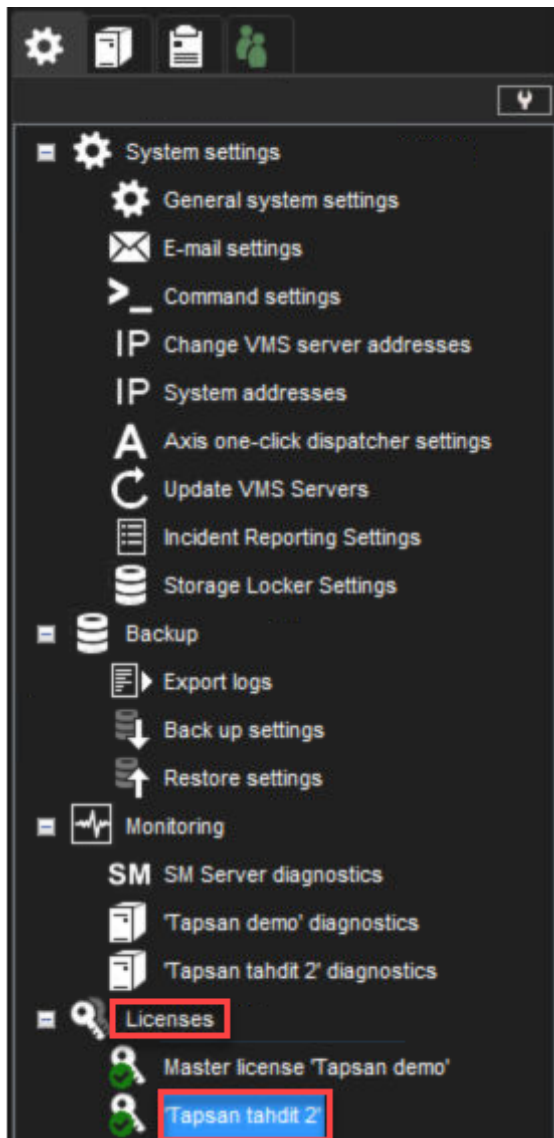 System settings
General system settings
E-mail settings
>_ Command settings
IP Change VMS server addresses
IP System addresses
A Axis one-click dispatcher settings
Update VMS Servers
Incident Reporting Settings
Storage Locker Settings
Backup
Export logs
Back up settings
Restore settings
Monitoring
SM SM Server diagnostics
'Tapsan demo' diagnostics
'Tapsan tahdit 2' diagnostics
Licenses
Master license 'Tapsan demo'
'Tapsan tahdit 2'